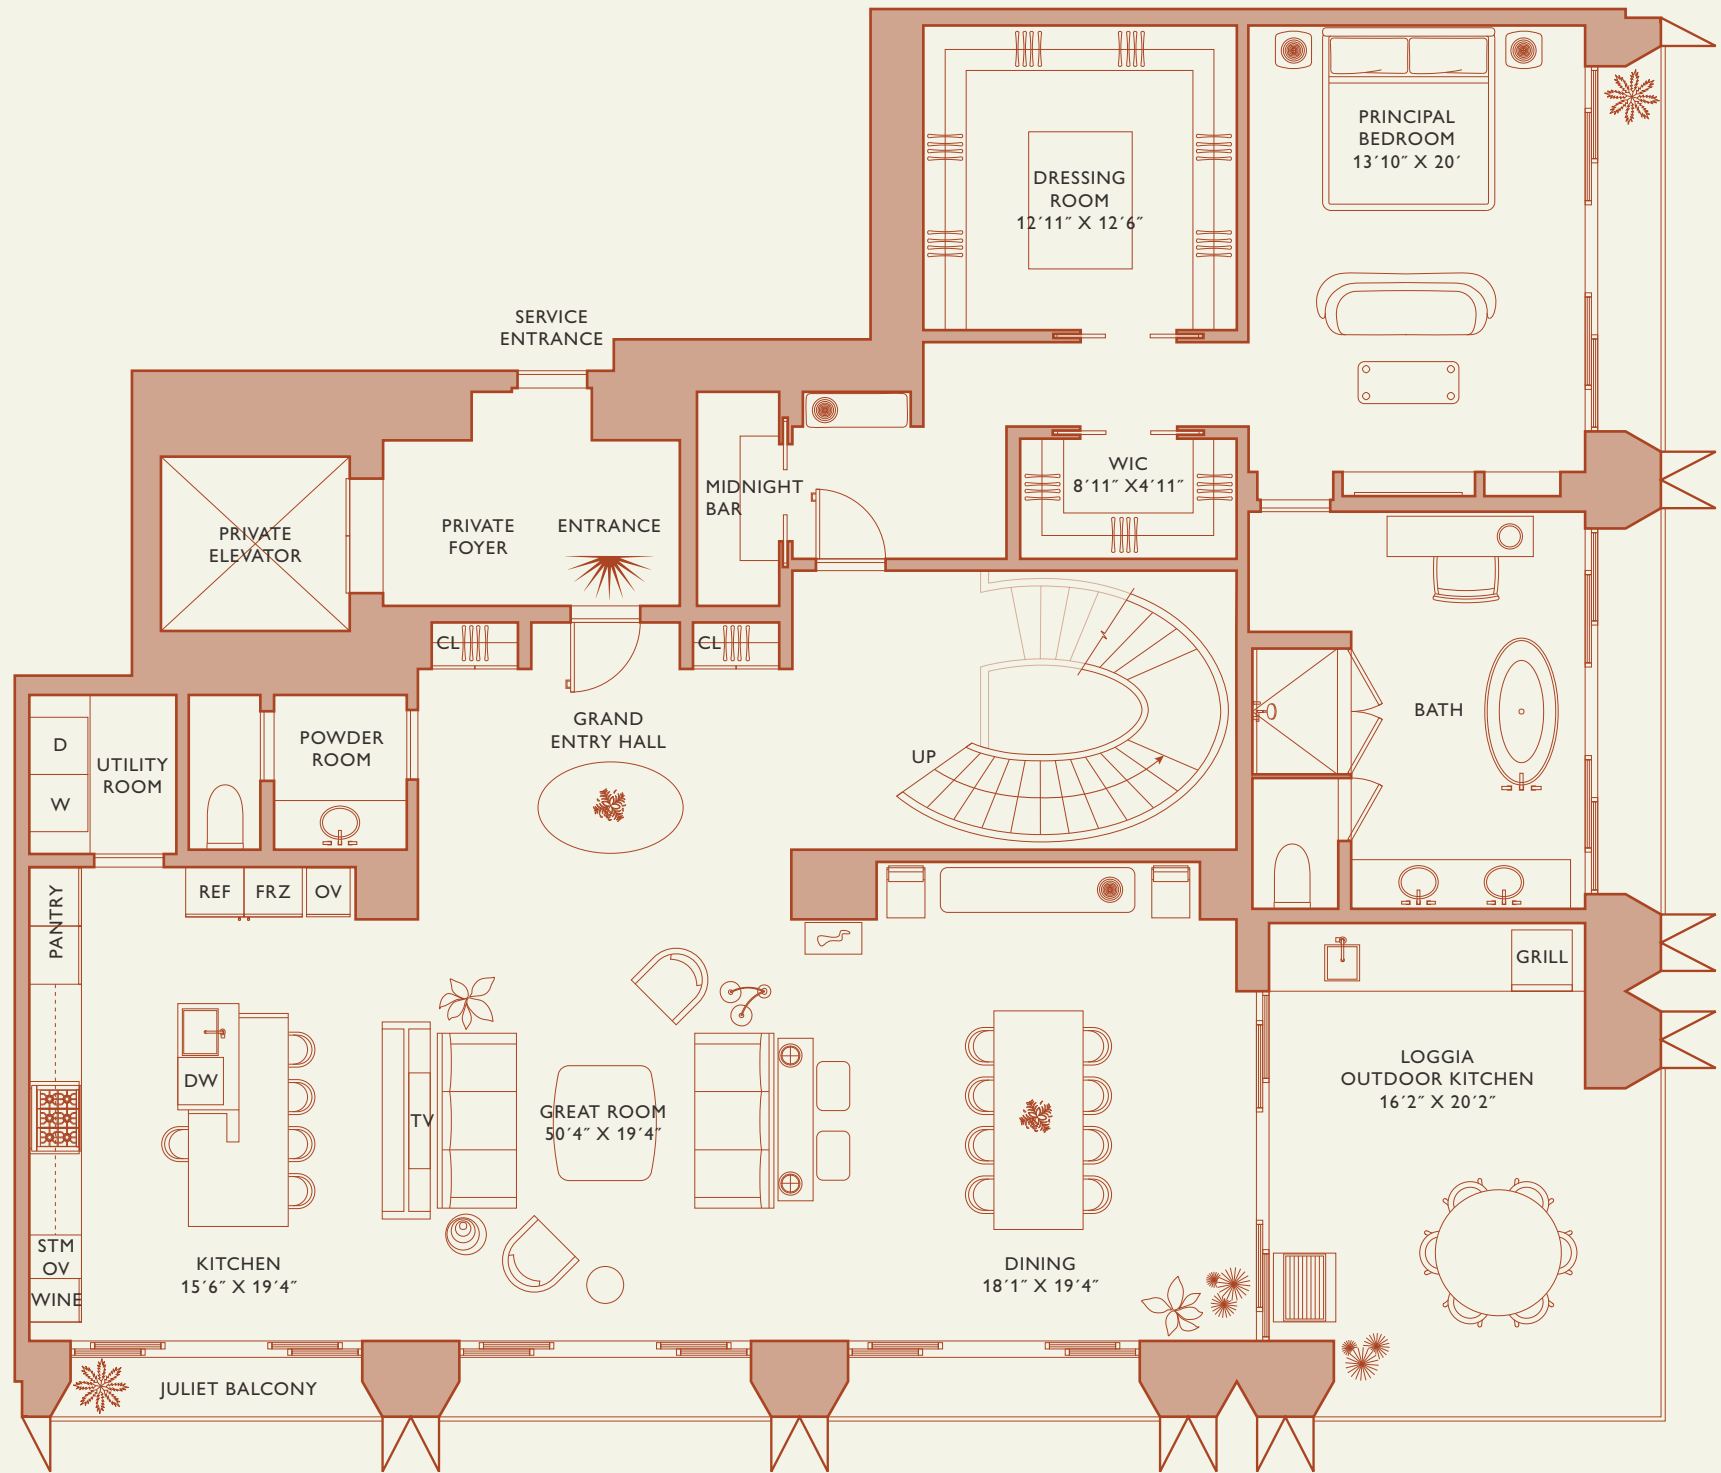 PRINCIPAL
BEDROOM
13´10˝ X 20´
DRESSING
ROOM
12´11˝ X 12´6˝
SERVICE
ENTRANCE
WIC
8´11˝ X4´11˝
MIDNIGHT
BAR
PRIVATE
ELEVATOR
PRIVATE
FOYER
ENTRANCE
CL
CL
GRAND
ENTRY HALL
UP
BATH
POWDER
ROOM
UTILITY
ROOM
D
W
PANTRY
REF
FRZ
OV
GRILL
LOGGIA
OUTDOOR KITCHEN
16´2˝ X 20´2˝
DW
TV
GREAT ROOM
50´4˝ X 19´4˝
STM
OV
WINE
KITCHEN
15´6˝ X 19´4˝
DINING
18´1˝ X 19´4˝
JULIET BALCONY